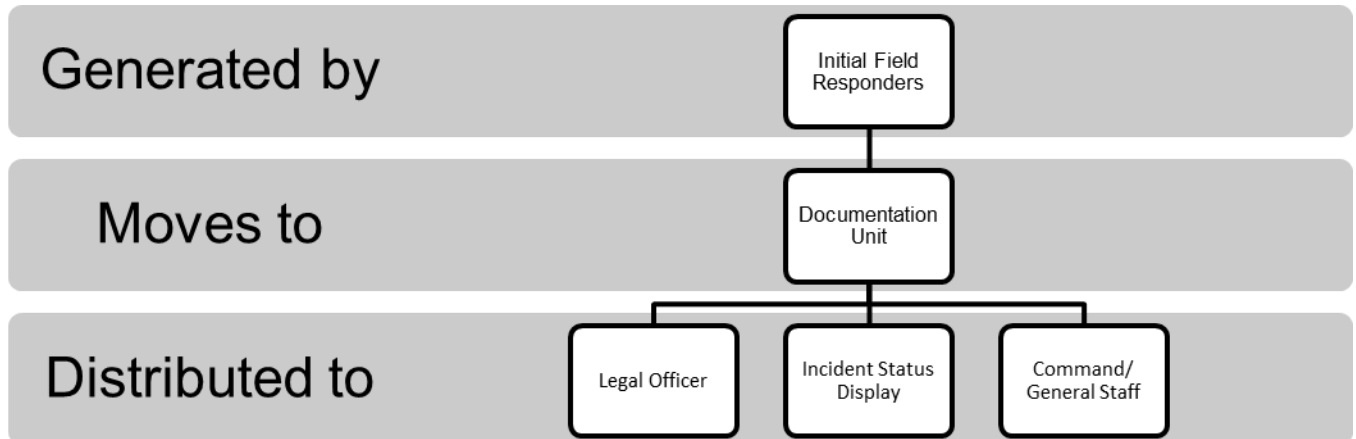 Generated by
Initial Field
Responders
Moves to
Documentation
Unit
Distributed to
Legal Officer
Incident Status
Display
Command/
General Staff